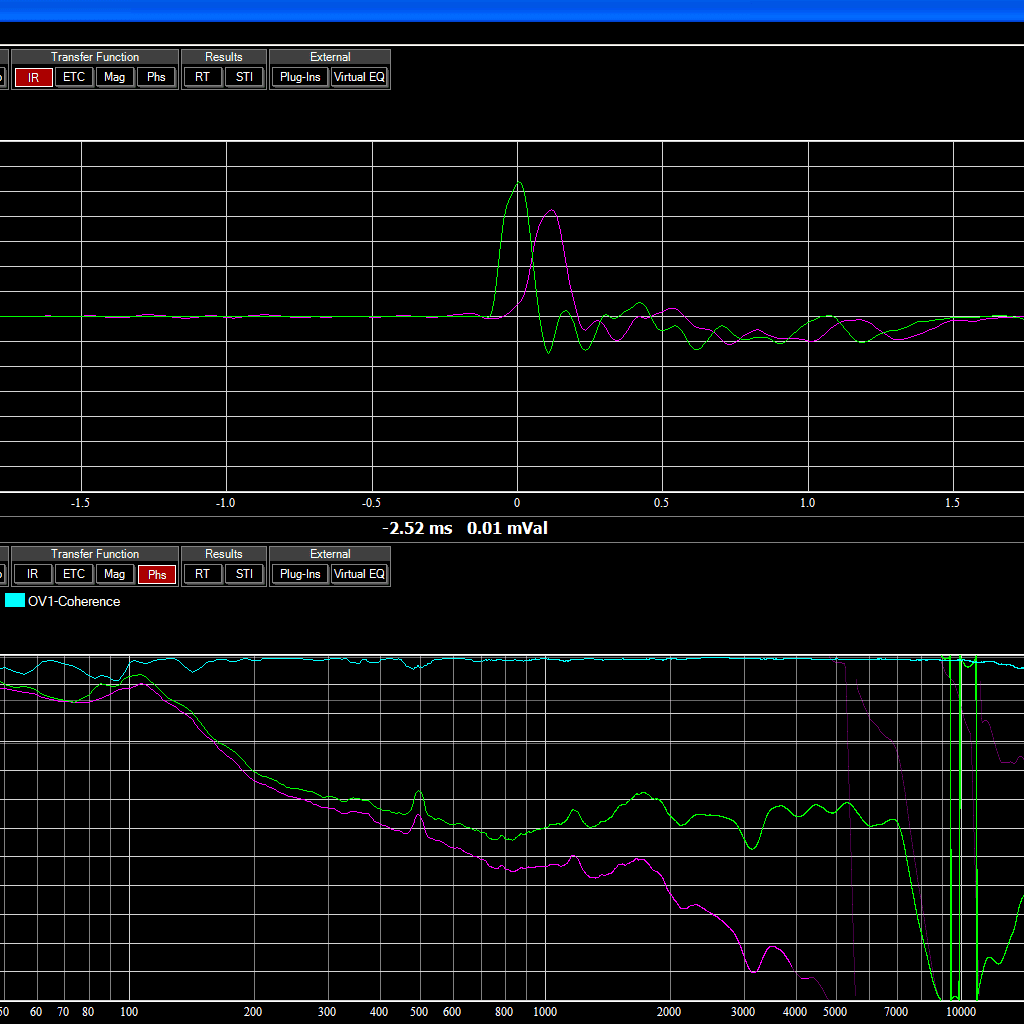 Transfer Function Results External
IR ETC Mag Phs RT STI Plug-Ins Virtual EQ
-1.5 -1.0 -0.5 0 0.5 1.0 1.5
-2.52 ms 0.01 mVal
Transfer Function Results External
IR ETC Mag Phs RT STI Plug-Ins Virtual EQ
OV1-Coherence
60 70 80 100 200 300 400 500 600 800 1000 2000 3000 4000 5000 7000 10000